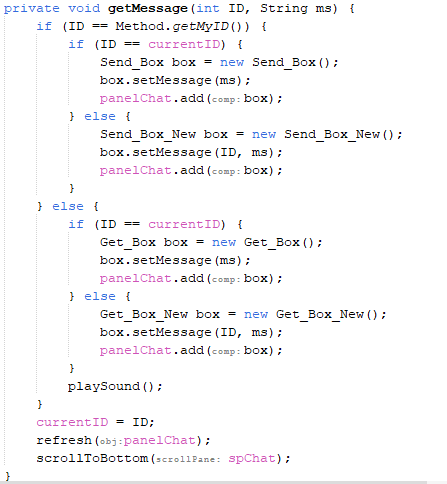 private void getMessage(int ID, String ms) {
    if (ID == Method.getMyID()) {
        if (ID == currentID) {
            Send_Box box = new Send_Box();
            box.setMessage(ms);
            panelChat.add(comp: box);
        } else {
            Send_Box_New box = new Send_Box_New();
            box.setMessage(ID, ms);
            panelChat.add(comp: box);
        }
    } else {
        if (ID == currentID) {
            Get_Box box = new Get_Box();
            box.setMessage(ms);
            panelChat.add(comp: box);
        } else {
            Get_Box_New box = new Get_Box_New();
            box.setMessage(ID, ms);
            panelChat.add(comp: box);
        }
        playSound();
    }
    currentID = ID;
    refresh(obj:panelChat);
    scrollToBottom(scrollPane: spChat);
}